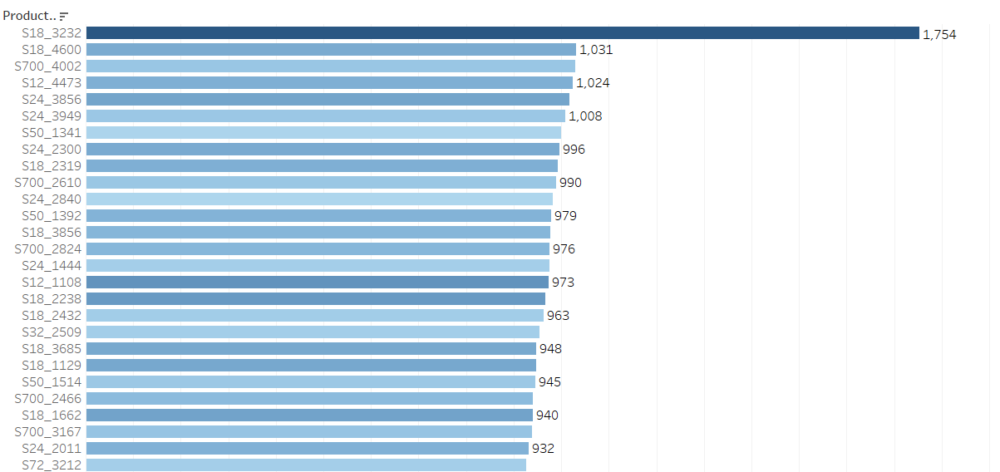 Product..
S18_3232 1,754
S18_4600 1,031
S700_4002
S12_4473 1,024
S24_3856
S24_3949 1,008
S50_1341
S24_2300 996
S18_2319
S700_2610 990
S24_2840
S50_1392 979
S18_3856
S700_2824 976
S24_1444
S12_1108 973
S18_2238
S18_2432 963
S32_2509
S18_3685 948
S18_1129
S50_1514 945
S700_2466
S18_1662 940
S700_3167
S24_2011 932
S72_3212